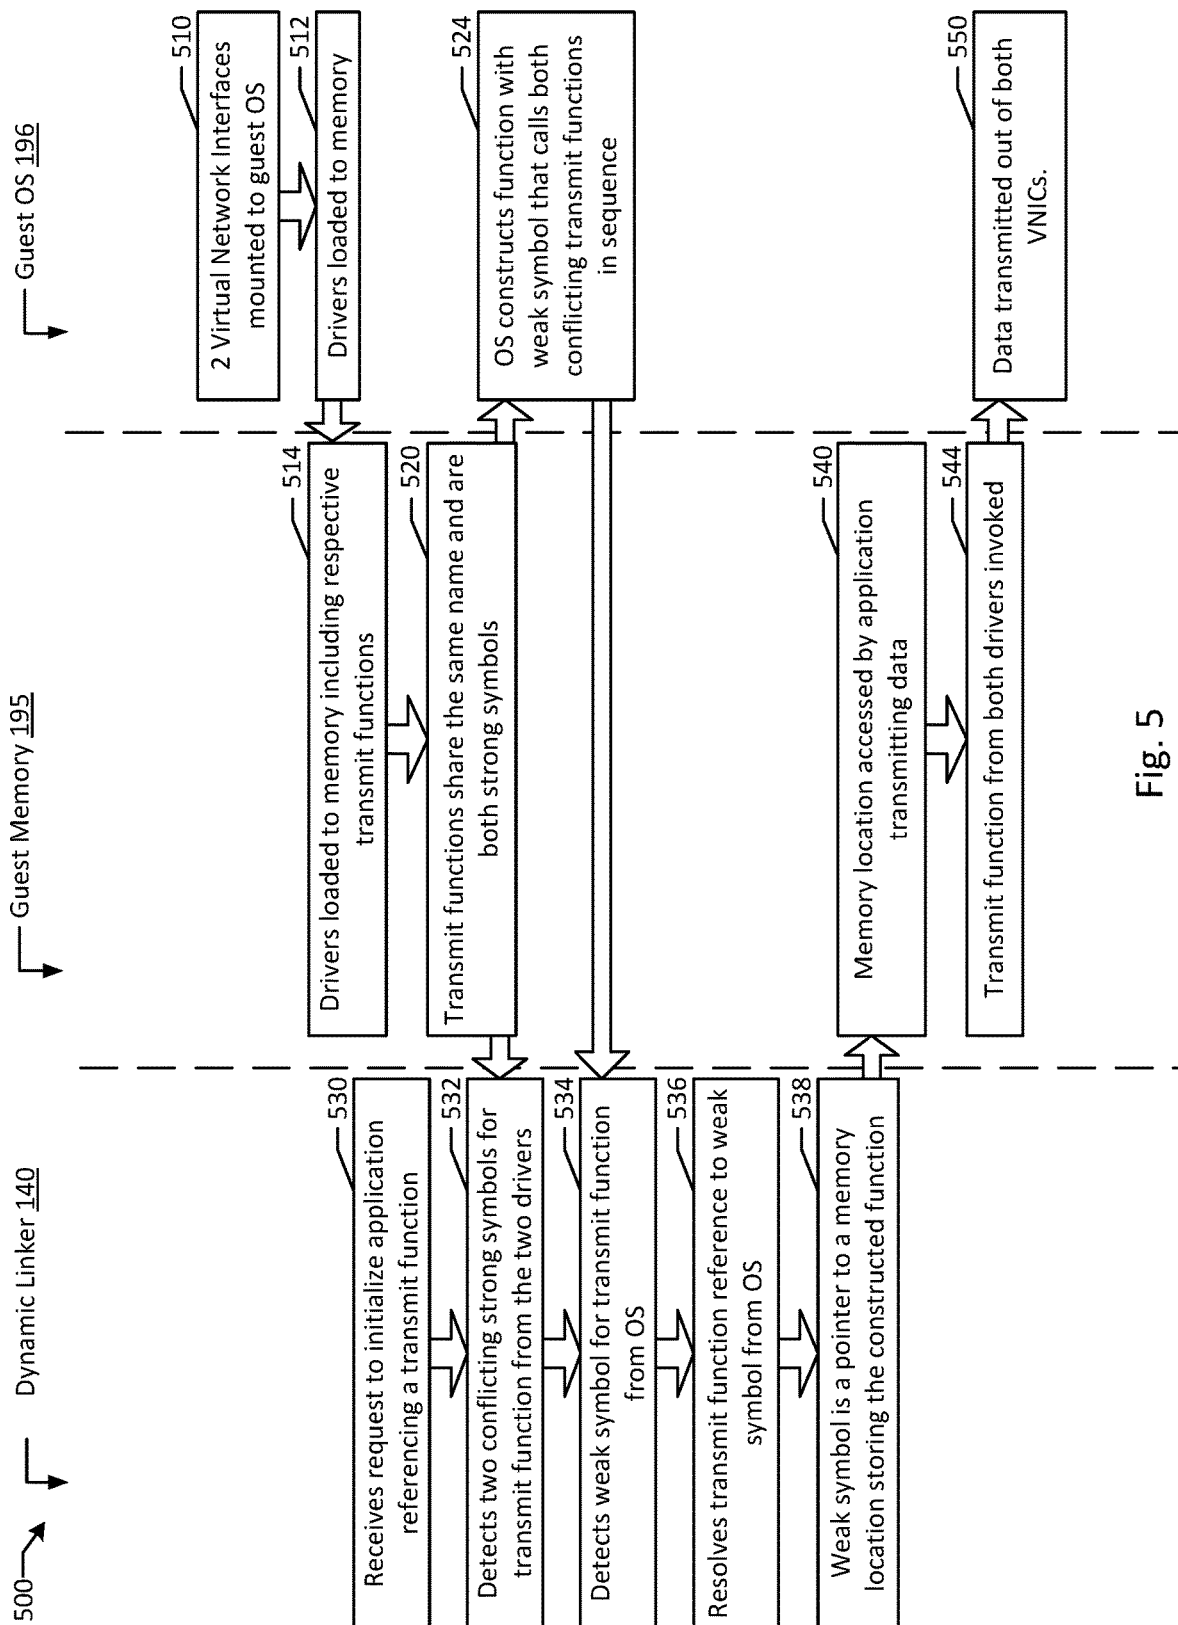 500
Dynamic Linker 140
Guest Memory 195
Guest OS 196
510
2 Virtual Network Interfaces
mounted to guest OS
512
Drivers loaded to memory
514
Drivers loaded to memory including respective
transmit functions
520
Transmit functions share the same name and are
both strong symbols
524
OS constructs function with
weak symbol that calls both
conflicting transmit functions
in sequence
530
Receives request to initialize application
referencing a transmit function
532
Detects two conflicting strong symbols for
transmit function from the two drivers
534
Detects weak symbol for transmit function
from OS
536
Resolves transmit function reference to weak
symbol from OS
538
Weak symbol is a pointer to a memory
location storing the constructed function
540
Memory location accessed by application
transmitting data
544
Transmit function from both drivers invoked
550
Data transmitted out of both
VNICs.
Fig. 5